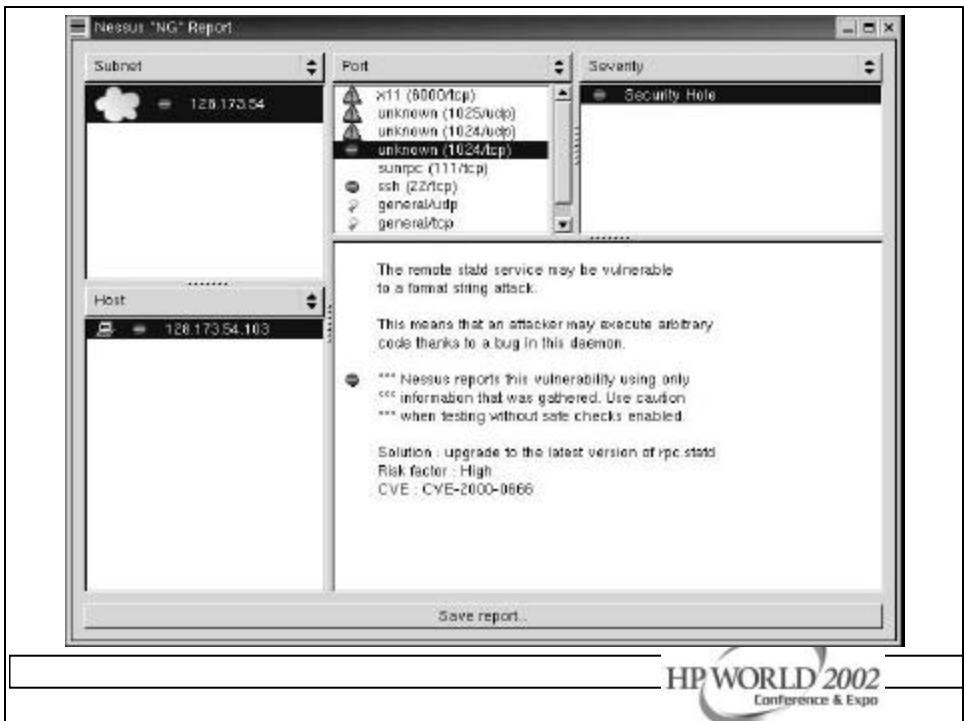 Nessus "NG" Report
Subnet
128.173.54
Port
x11 (6000/tcp)
unknown (1025/udp)
unknown (1024/udp)
unknown (1024/tcp)
sunrpc (111/tcp)
ssh (22/tcp)
general/udp
general/tcp
Severity
Security Hole
Host
128.173.54.103
The remote statd service may be vulnerable
to a format string attack.
This means that an attacker may execute arbitrary
code thanks to a bug in this daemon.
*** Nessus reports this vulnerability using only
*** information that was gathered. Use caution
*** when testing without safe checks enabled.
Solution : upgrade to the latest version of rpc.statd
Risk factor : High
CVE : CVE-2000-0666
Save report..
HP WORLD 2002
Conference & Expo